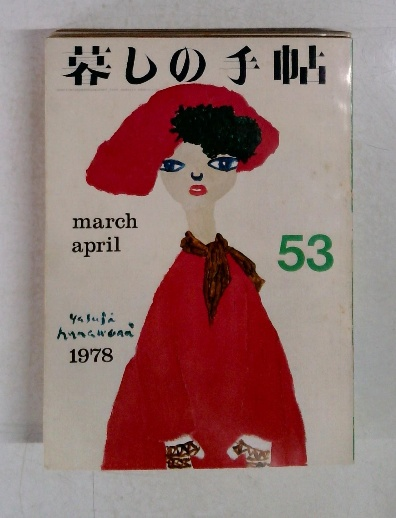 暮しの手帖
march
april
53
yasuji
hanamori
1978